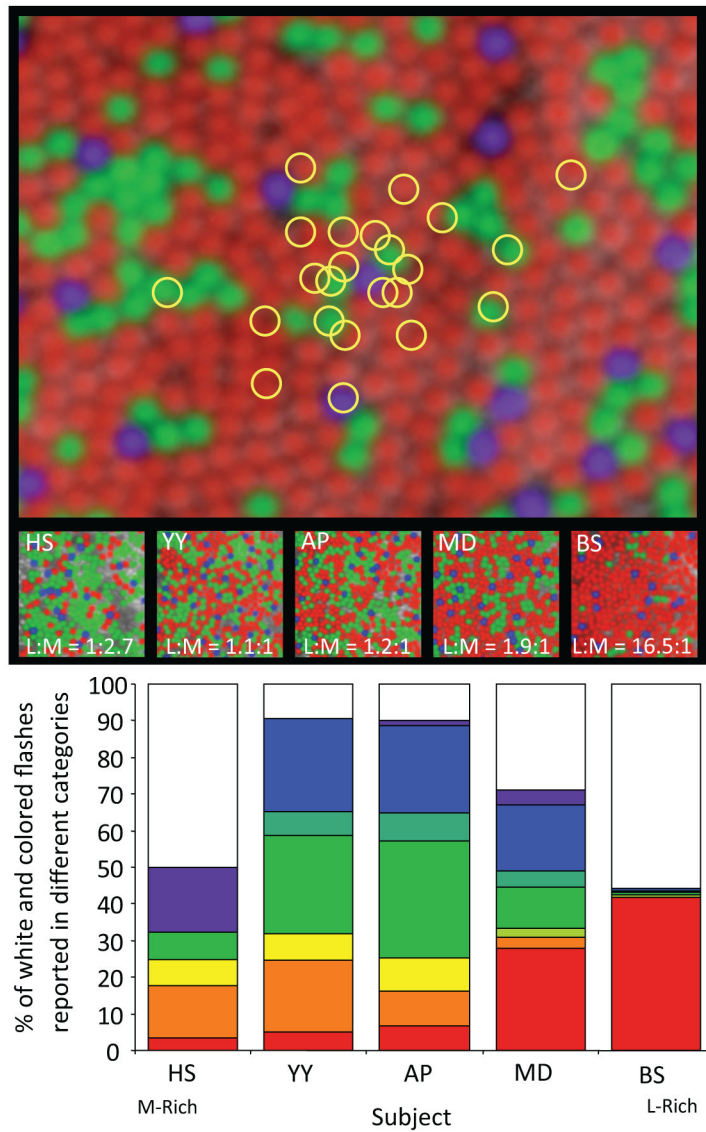 HS YY AP MD BS
L:M = 1:2.7 L:M = 1.1:1 L:M = 1.2:1 L:M = 1.9:1 L:M = 16.5:1
% of white and colored flashes
reported in different categories
100
90
80
70
60
50
40
30
20
10
0
HS YY AP MD BS
M-Rich Subject L-Rich